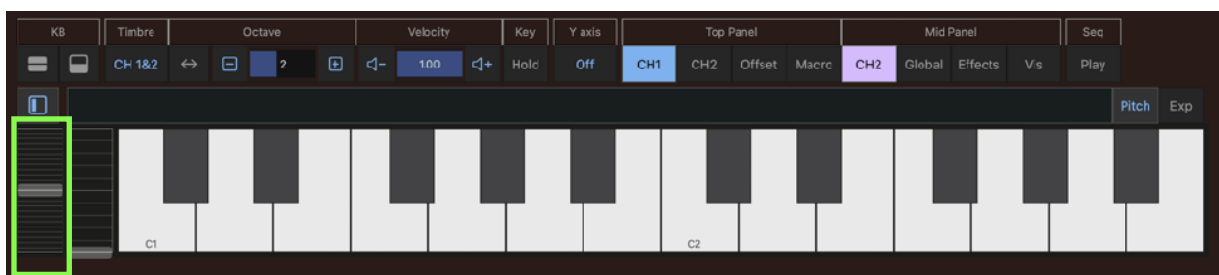 KB Timbre Octave Velocity Key Y axis Top Panel Mid Panel Seq
CH 1&2 2 100 Hold Off CH1 CH2 Offset Macro CH2 Global Effects Vis Play
Pitch Exp
C1 C2